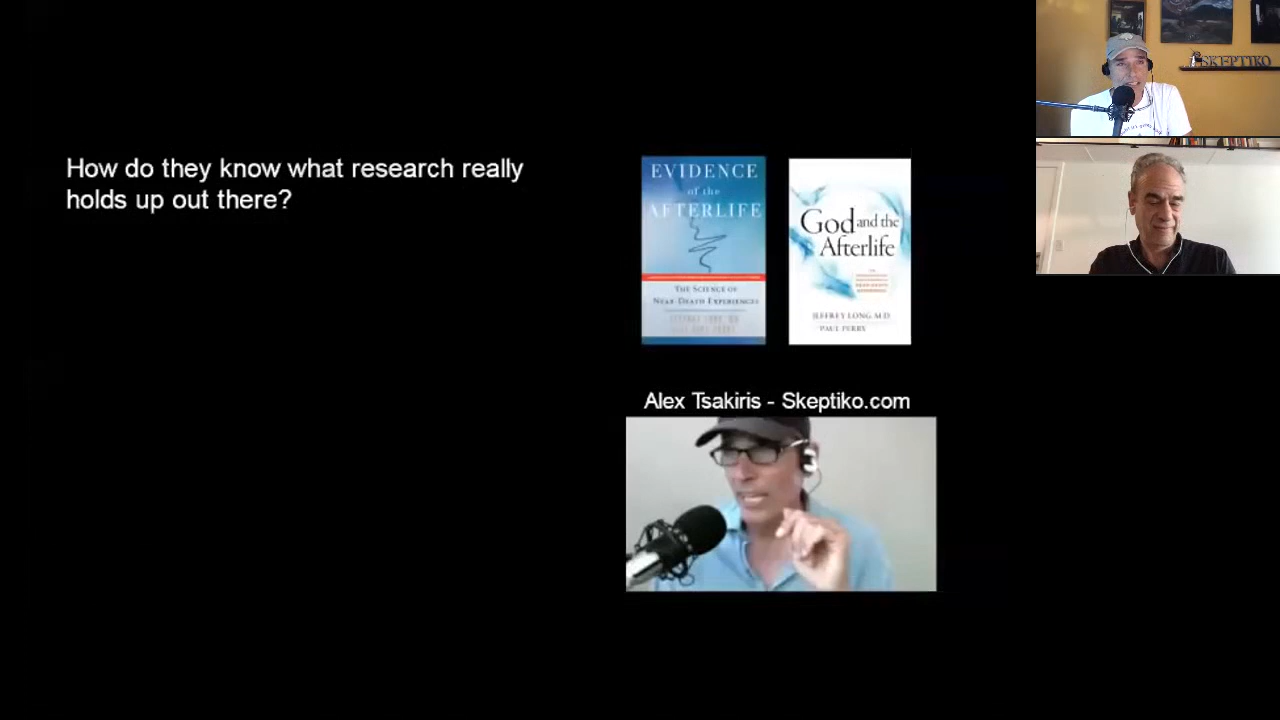 How do they know what research really
holds up out there?
EVIDENCE
of the
AFTERLIFE
THE SCIENCE OF
NEAR-DEATH EXPERIENCES
God and the
Afterlife
JEFFREY LONG, M.D.
PAUL PERRY
Alex Tsakiris - Skeptiko.com
SKEPTIKO